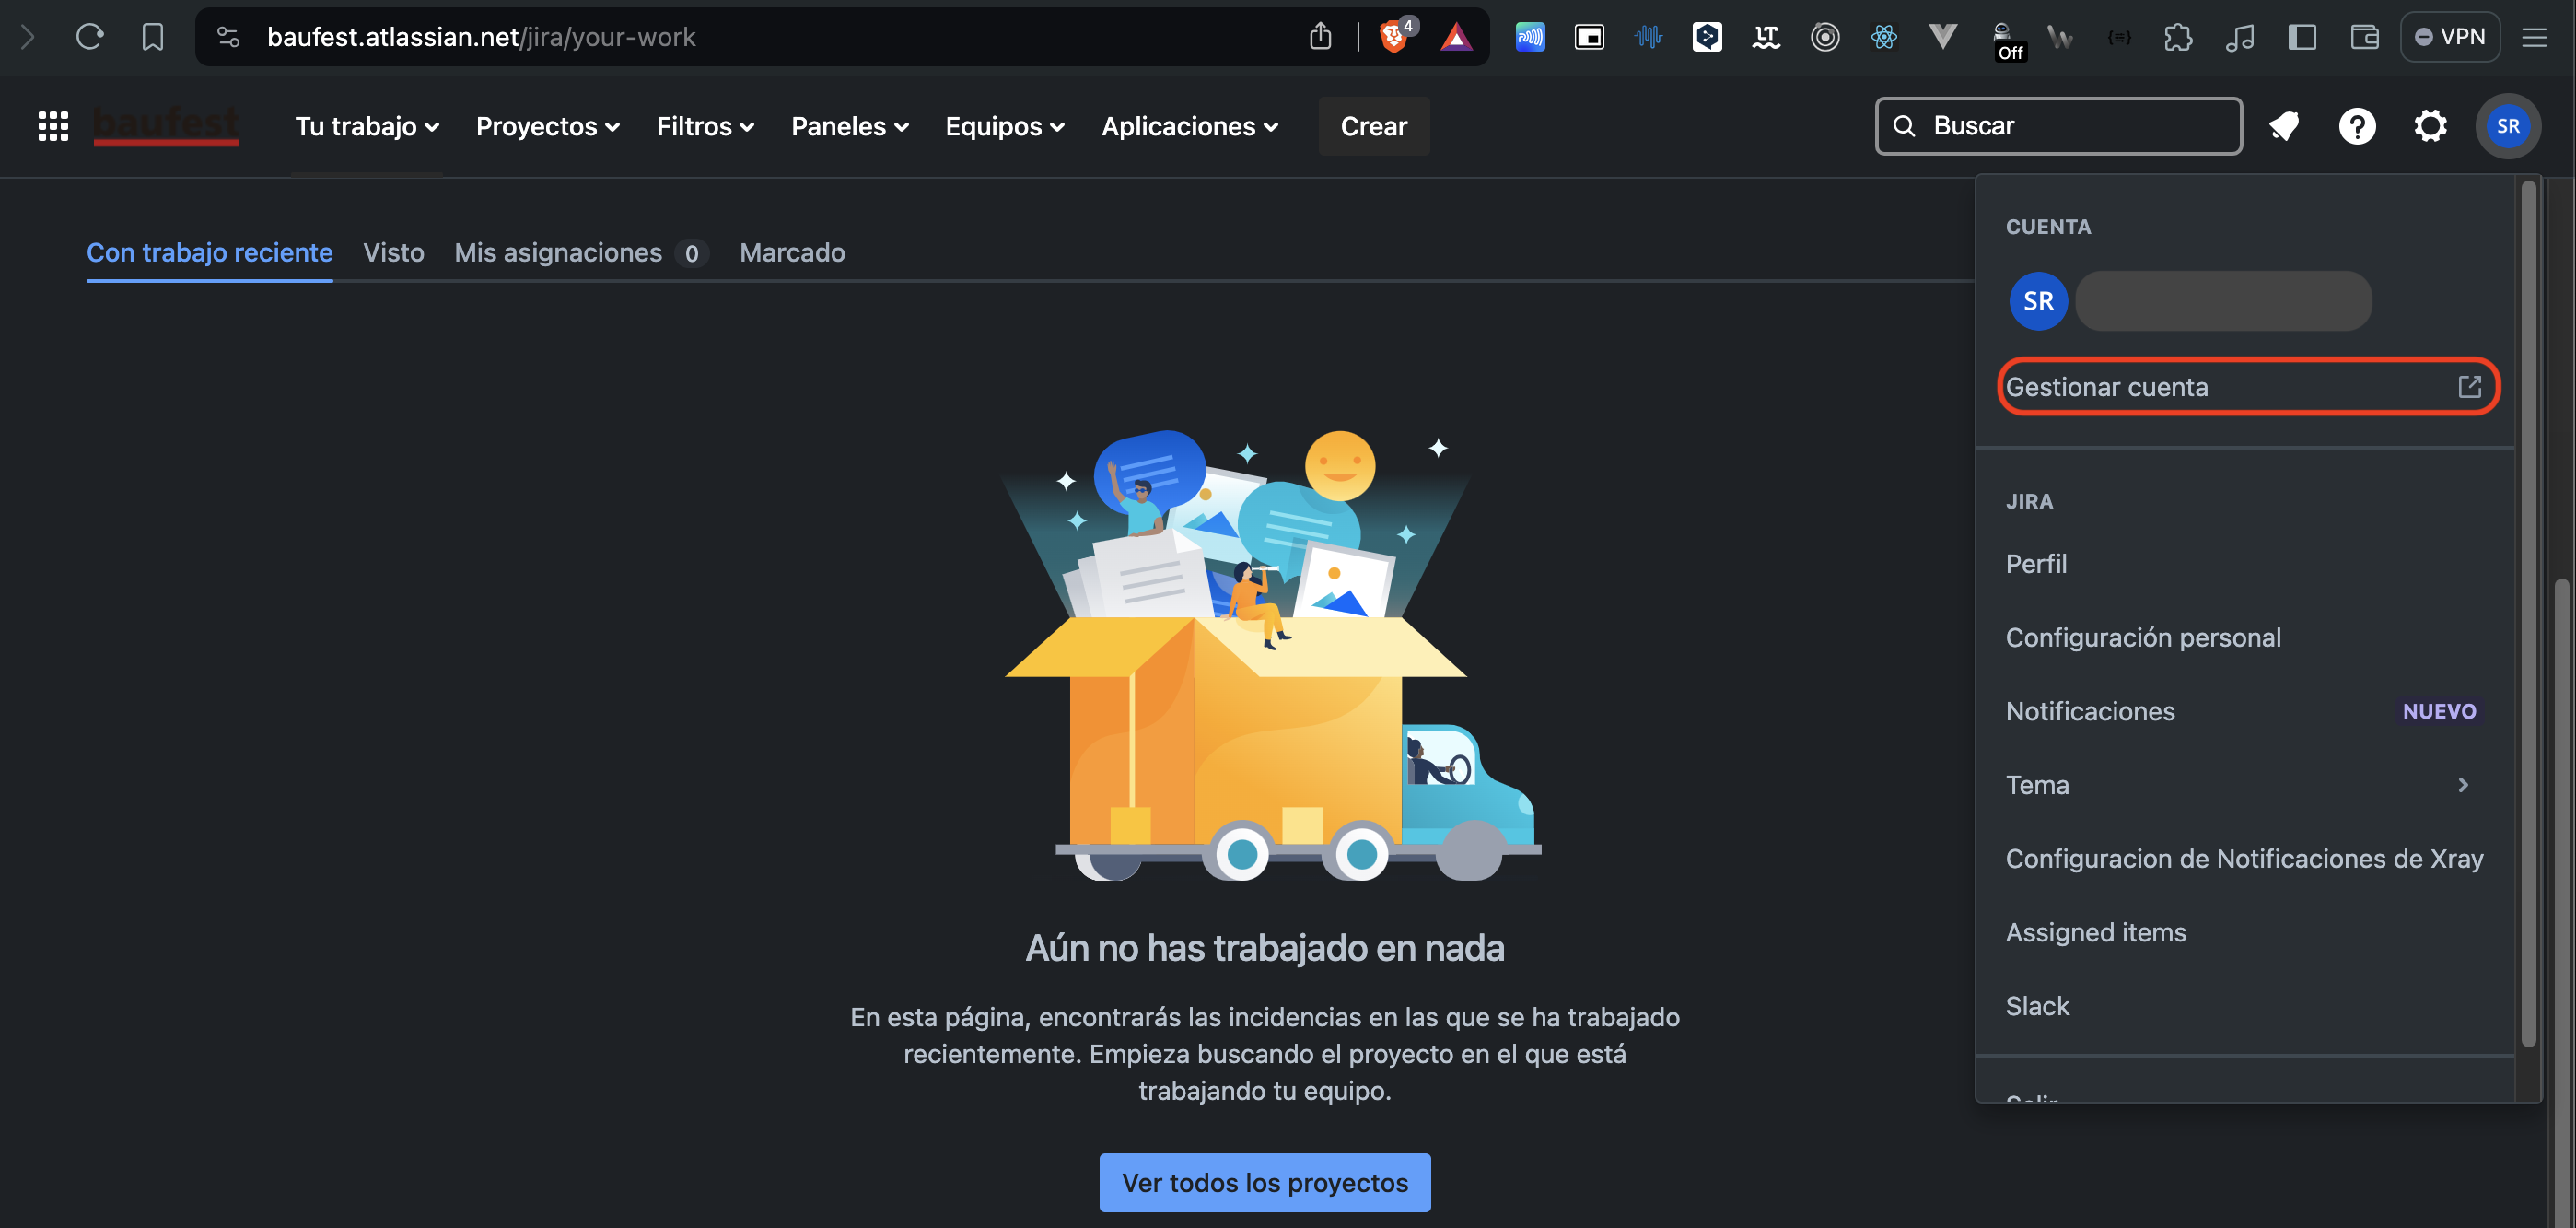 baufest.atlassian.net/jira/your-work
4
LT
Off
VPN
baufest
Tu trabajo
Proyectos
Filtros
Paneles
Equipos
Aplicaciones
Crear
Buscar
SR
Con trabajo reciente
Visto
Mis asignaciones 0
Marcado
CUENTA
SR
Gestionar cuenta
JIRA
Perfil
Configuración personal
Notificaciones NUEVO
Tema
Configuracion de Notificaciones de Xray
Assigned items
Slack
Salir
Aún no has trabajado en nada
En esta página, encontrarás las incidencias en las que se ha trabajado
recientemente. Empieza buscando el proyecto en el que está
trabajando tu equipo.
Ver todos los proyectos